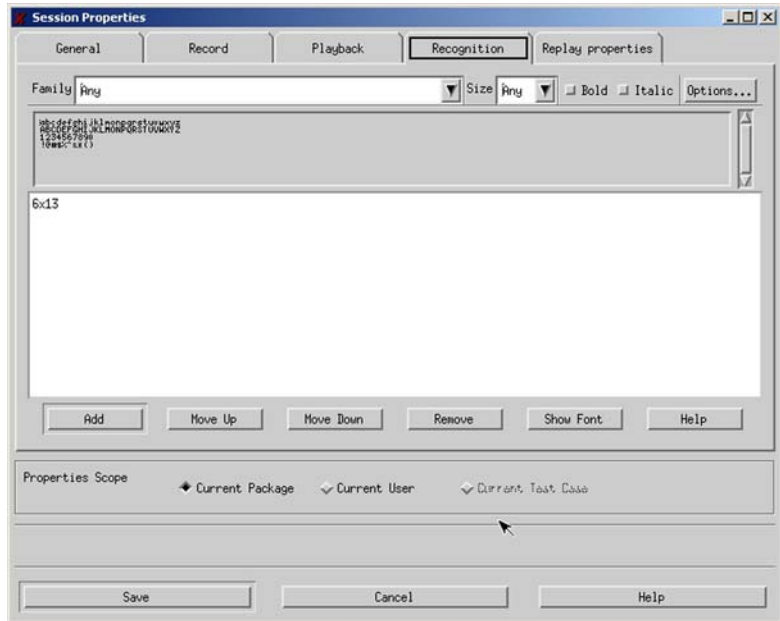 Session Properties
General Record Playback Recognition Replay properties
Family Any Size Any Bold Italic Options...
abcdefghijklmnopqrstuvwxyz
ABCDEFGHIJKLMNOPQRSTUVWXYZ
1234567890
!@#$%^&*()
6x13
Add Move Up Move Down Remove Show Font Help
Properties Scope
Current Package Current User Current Test Case
Save Cancel Help